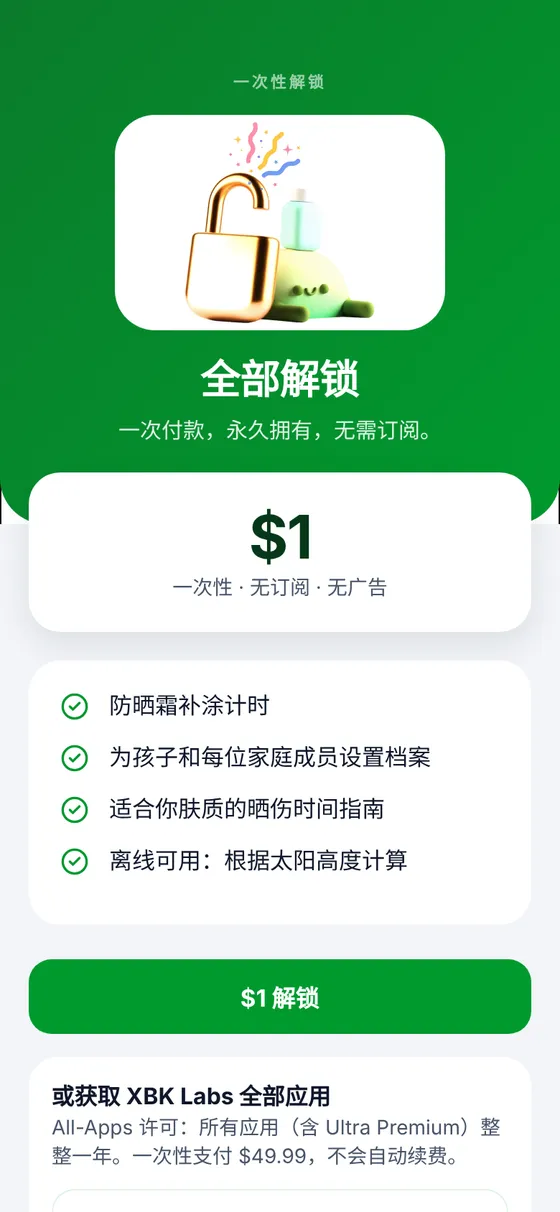 一次性解锁
全部解锁
一次付款，永久拥有，无需订阅。
$1
一次性 · 无订阅 · 无广告
防晒霜补涂计时
为孩子和每位家庭成员设置档案
适合你肤质的晒伤时间指南
离线可用：根据太阳高度计算
$1 解锁
或获取 XBK Labs 全部应用
All-Apps 许可：所有应用（含 Ultra Premium）整
整一年。一次性支付 $49.99，不会自动续费。